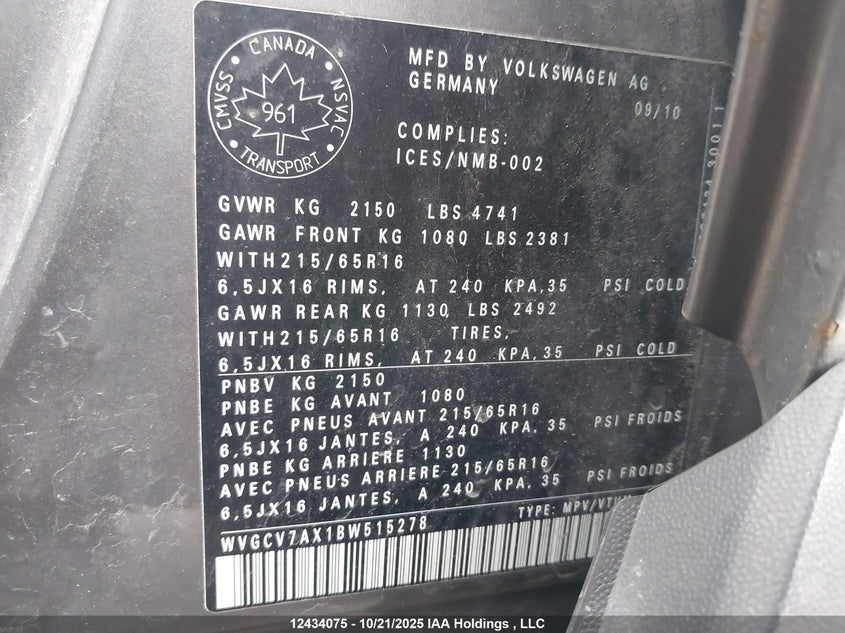 CANADA
CMVSS
NSVAC
961
TRANSPORT
MFD BY VOLKSWAGEN AG
GERMANY
09/10
COMPLIES:
ICES/NMB-002
GVWR KG 2150 LBS 4741
GAWR FRONT KG 1080 LBS 2381
WITH215/65R16
6,5JX16 RIMS, AT 240 KPA,35 PSI COLD
GAWR REAR KG 1130 LBS 2492
WITH215/65R16 TIRES,
6,5JX16 RIMS, AT 240 KPA,35 PSI COLD
PNBV KG 2150
PNBE KG AVANT 1080
AVEC PNEUS AVANT 215/65R16
6,5JX16 JANTES, A 240 KPA, 35 PSI FROIDS
PNBE KG ARRIERE 1130
AVEC PNEUS ARRIERE 215/65R16
6,5JX16 JANTES, A 240 KPA, 35 PSI FROIDS
TYPE:
WVGCV7AX1BW515278
12434075 - 10/21/2025 IAA Holdings , LLC